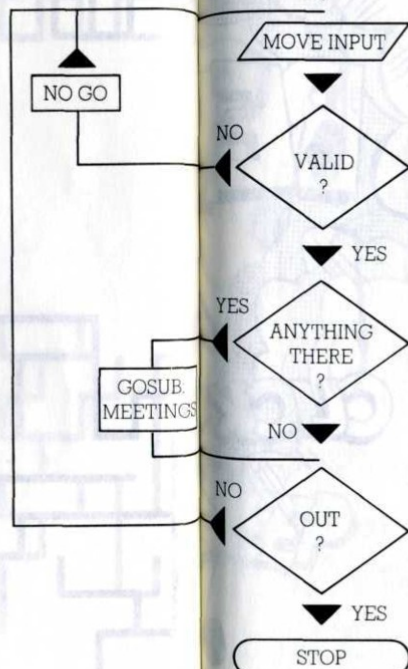 MOVE INPUT
NO GO
NO
VALID
?
YES
YES
ANYTHING
THERE
?
GOSUB:
MEETINGS
NO
NO
OUT
?
YES
STOP